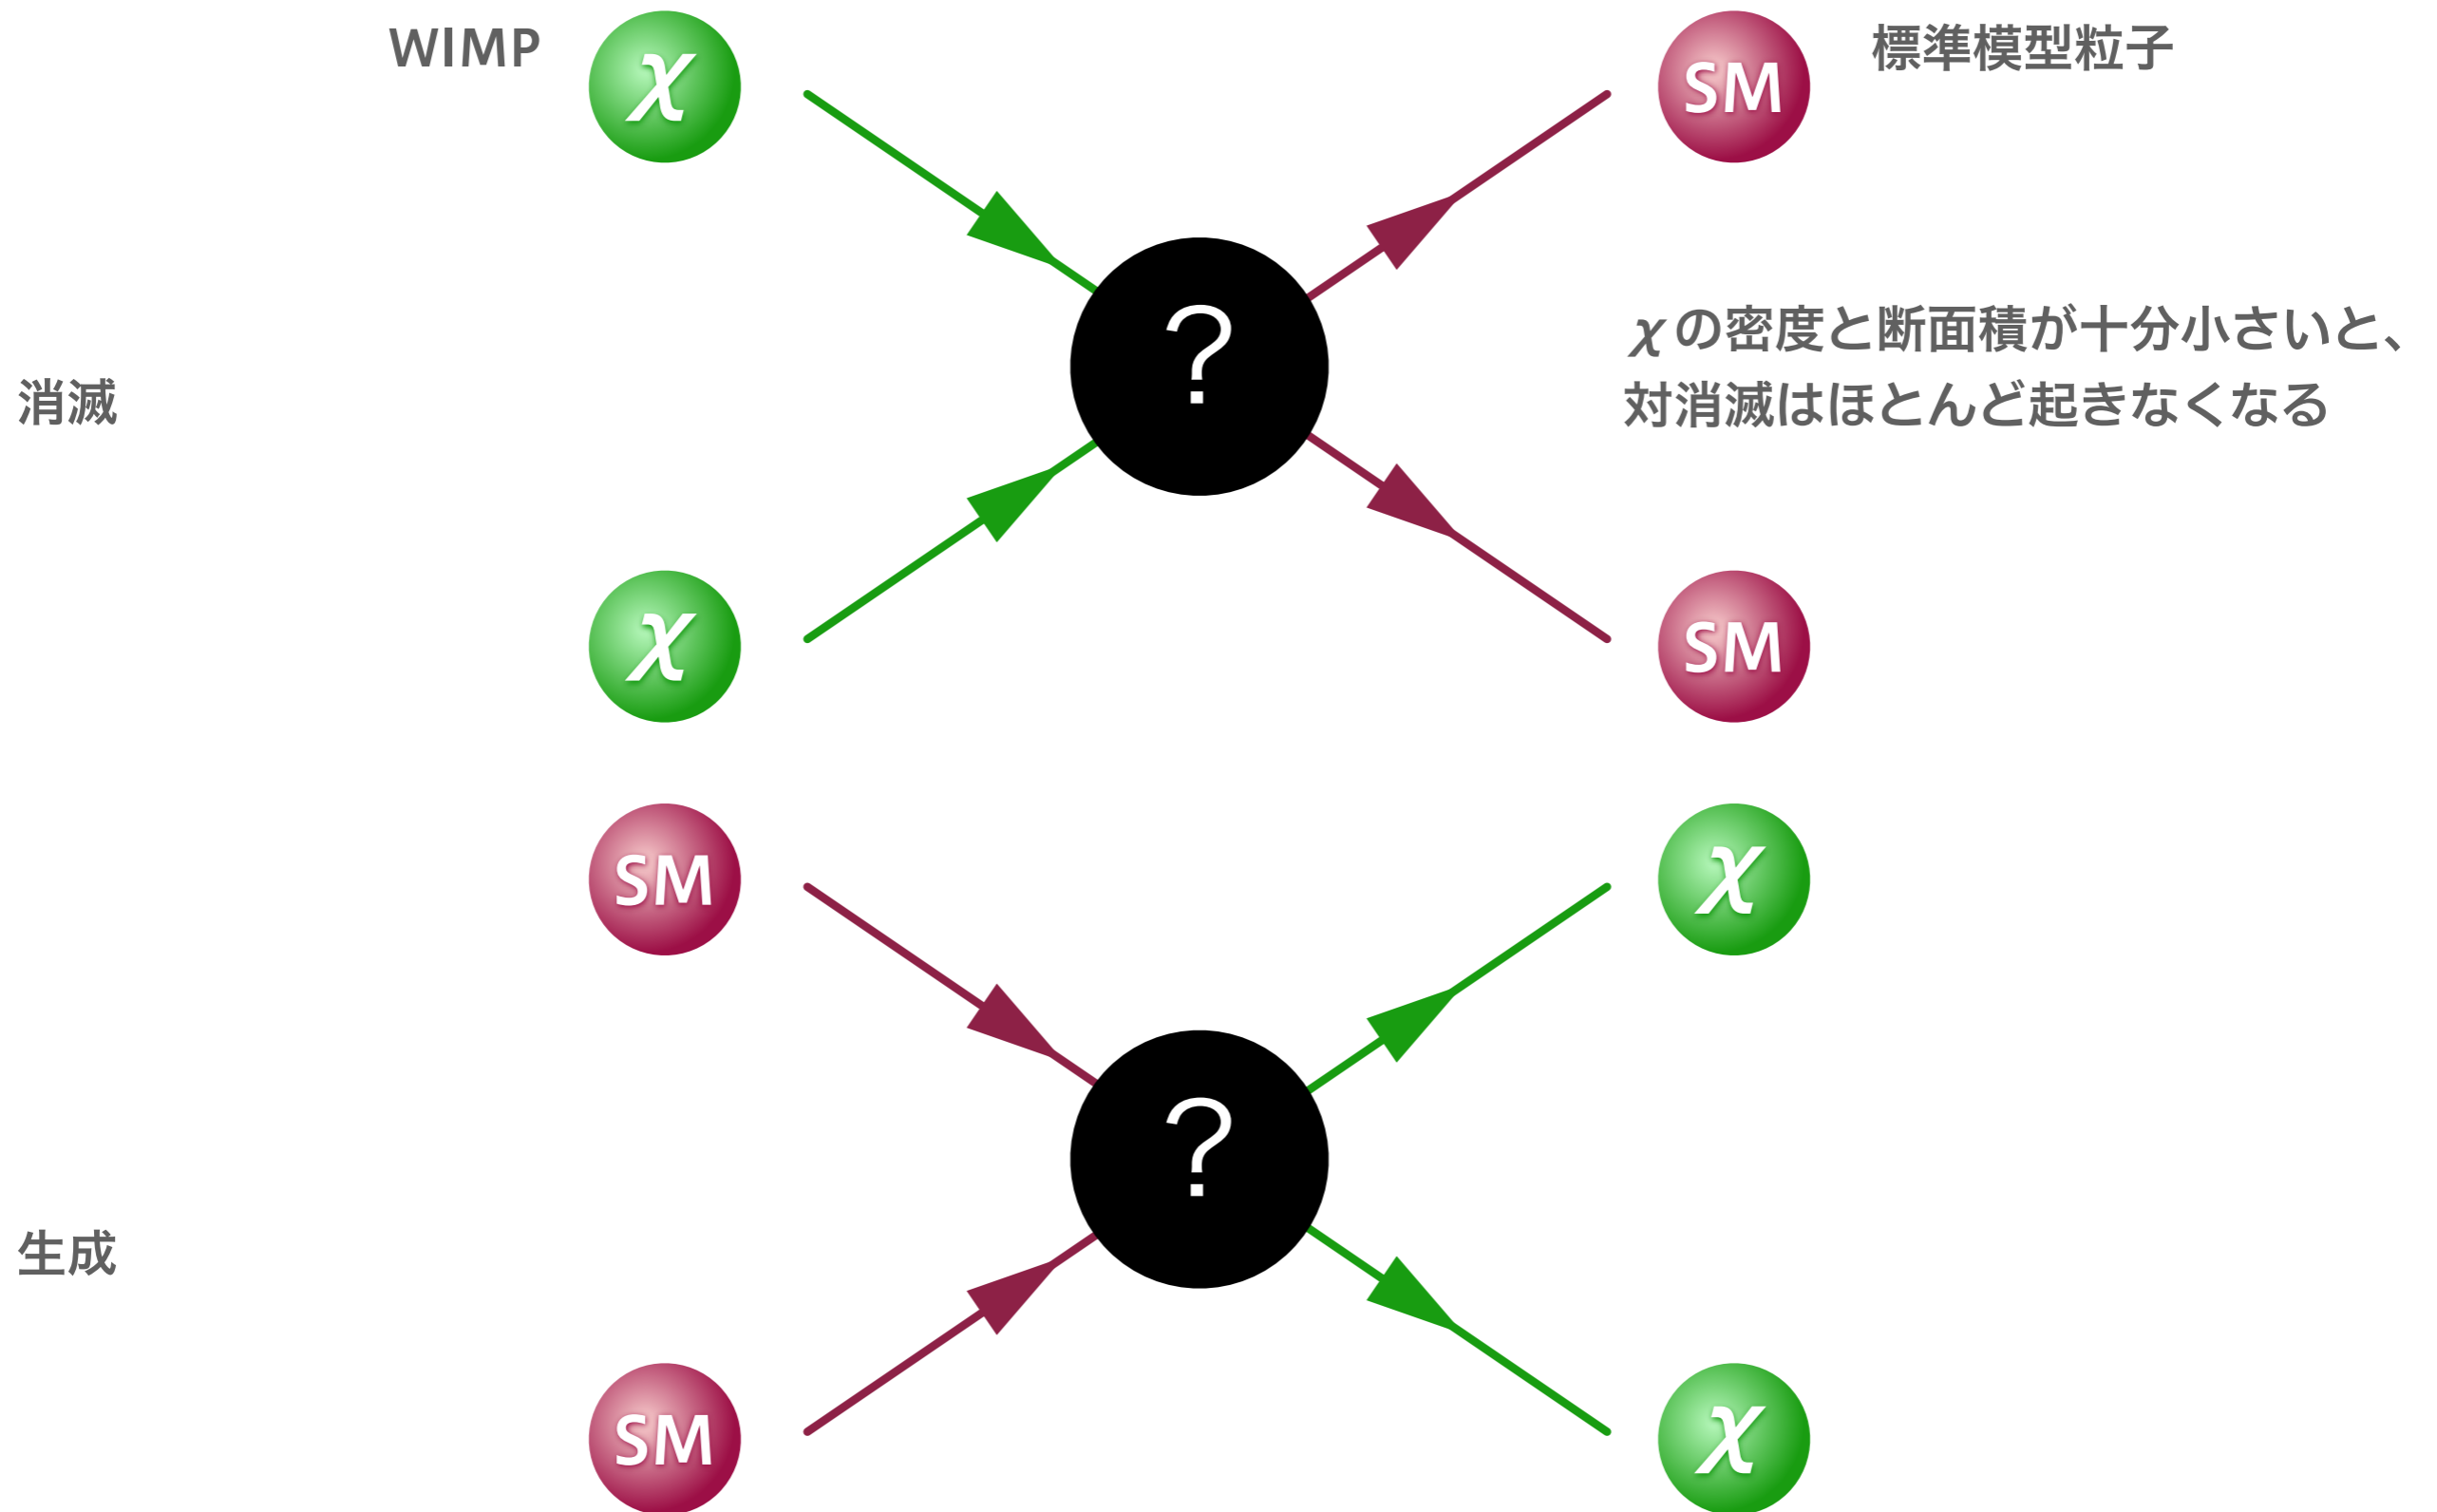 WIMP
χ
SM
標準模型粒子
?
χの密度と断面積が十分小さいと、
対消滅はほとんど起きなくなる
消滅
χ
SM
SM
χ
?
生成
SM
χ